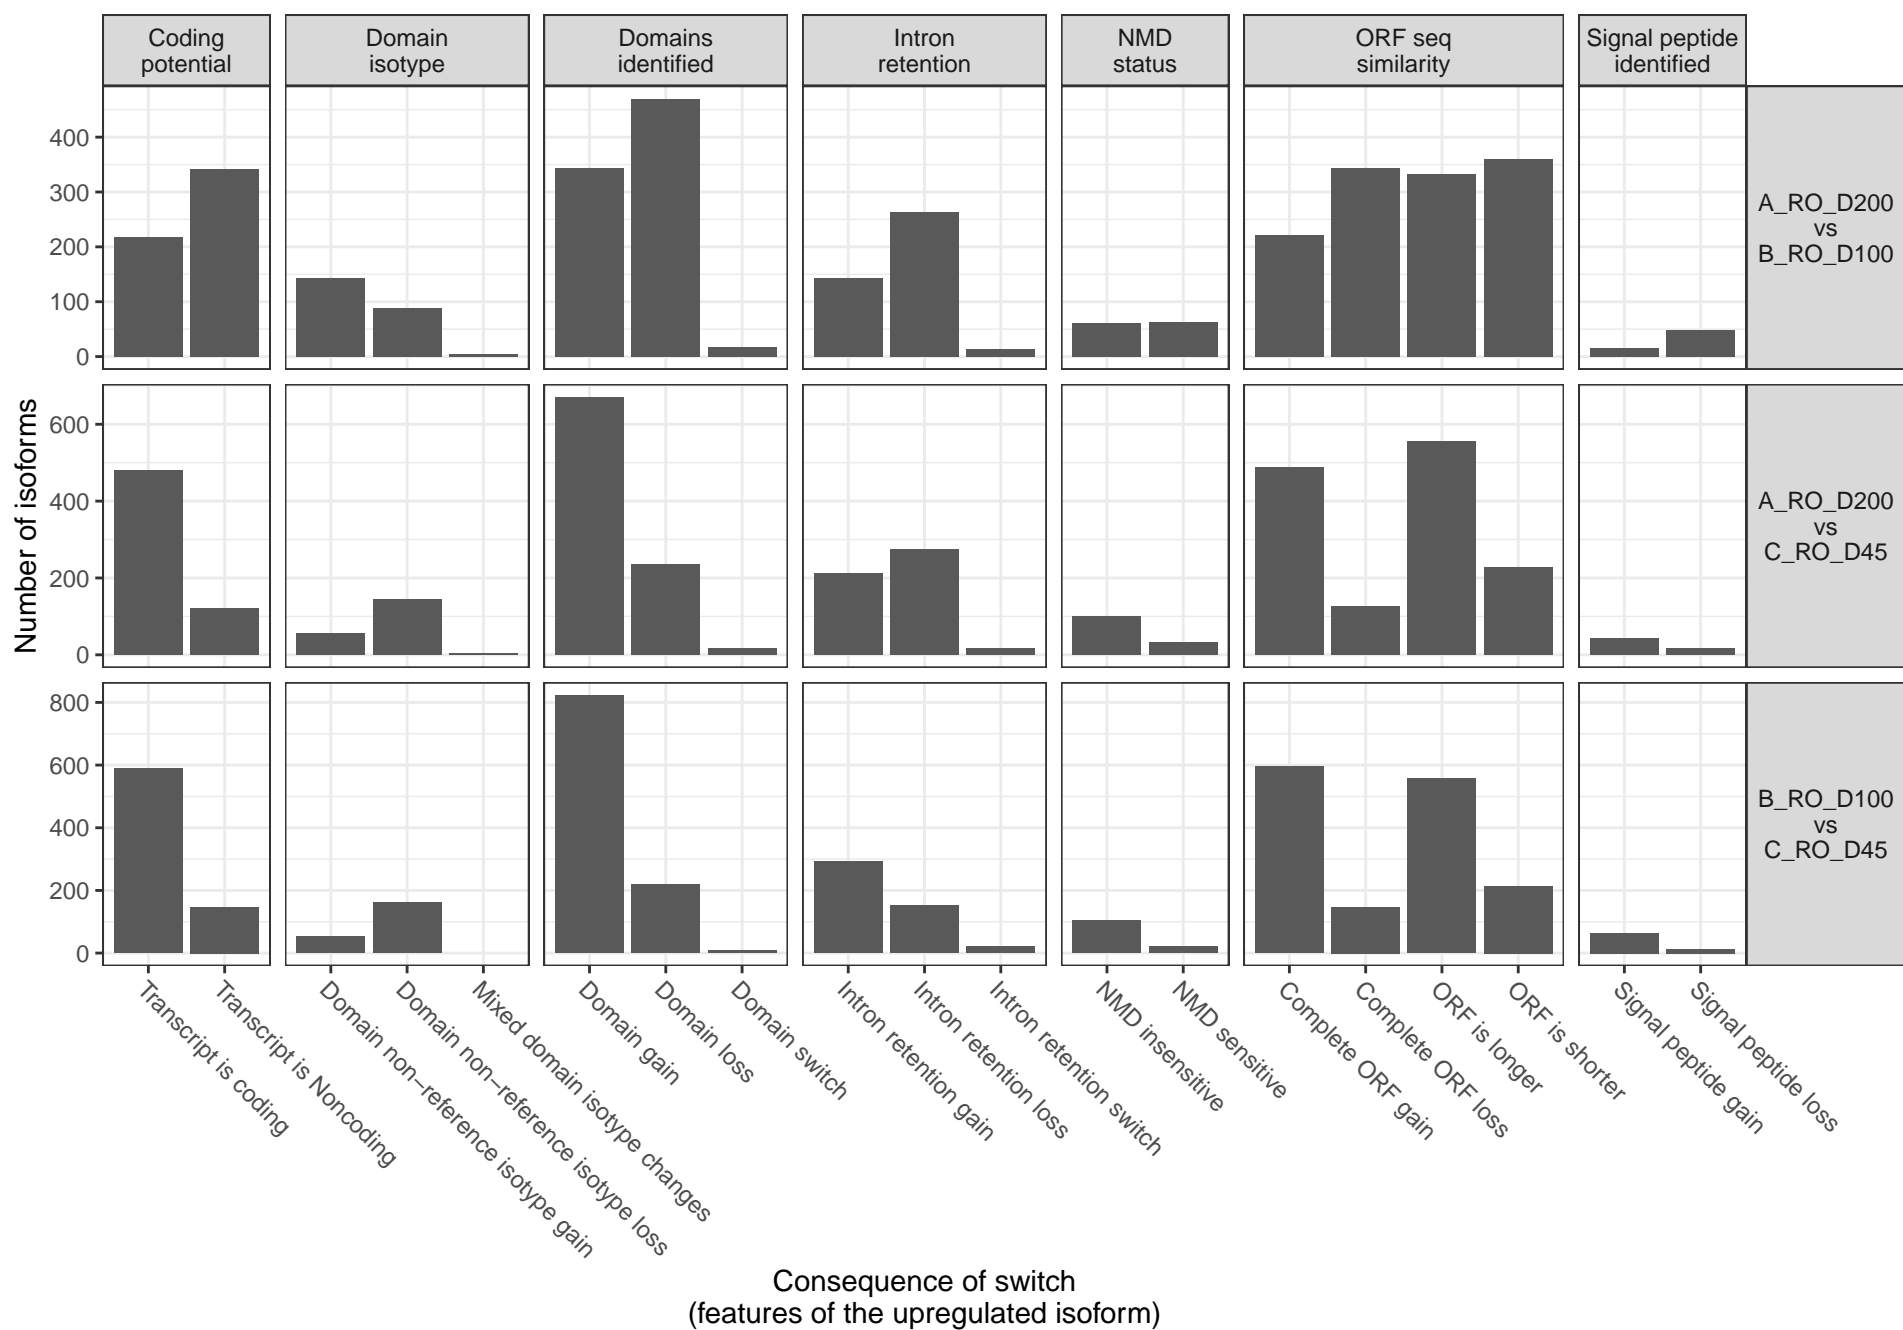 Coding
potential
Domain
isotype
Domains
identified
Intron
retention
NMD
status
ORF seq
similarity
Signal peptide
identified
400
300
200
100
0
A_RO_D200
vs
B_RO_D100
600
400
200
0
A_RO_D200
vs
C_RO_D45
800
600
400
200
0
B_RO_D100
vs
C_RO_D45
Number of isoforms
Transcript is coding
Transcript is Noncoding
Domain non−reference isotype gain
Domain non−reference isotype loss
Mixed domain isotype changes
Domain gain
Domain loss
Domain switch
Intron retention gain
Intron retention loss
Intron retention switch
NMD insensitive
NMD sensitive
Complete ORF gain
Complete ORF loss
ORF is longer
ORF is shorter
Signal peptide gain
Signal peptide loss
Consequence of switch
(features of the upregulated isoform)